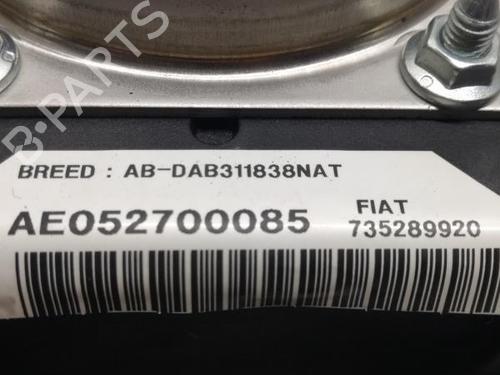 B-PARTS
BREED : AB-DAB311838NAT
AE052700085
FIAT
735289920